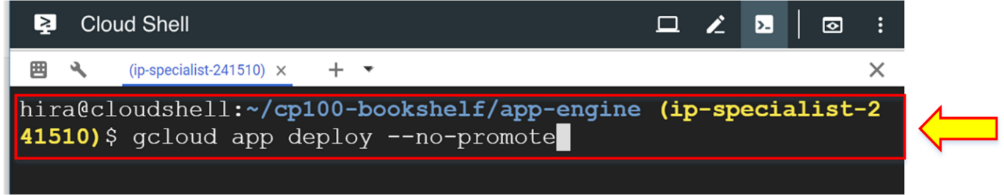 Cloud Shell
(ip-specialist-241510) ×
hira@cloudshell:~/cp100-bookshelf/app-engine (ip-specialist-2
41510)$ gcloud app deploy --no-promote